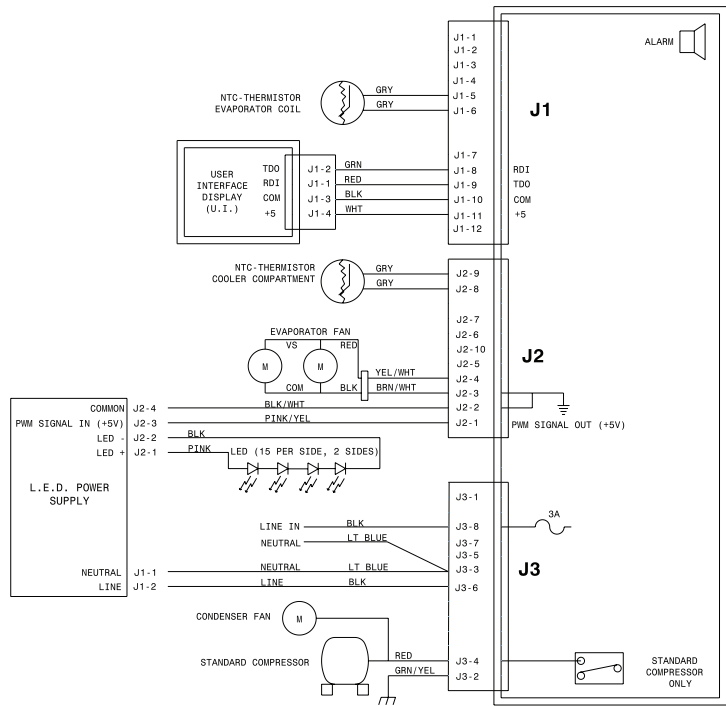 J1-1
J1-2
J1-3
J1-4
J1-5
J1-6
J1
J1-7
J1-8
J1-9
J1-10
J1-11
J1-12
ALARM
NTC-THERMISTOR
EVAPORATOR COIL
GRY
GRY
USER
INTERFACE
DISPLAY
(U.I.)
TDO
RDI
COM
+5
J1-2
J1-1
J1-3
J1-4
GRN
RED
BLK
WHT
RDI
TDO
COM
+5
NTC-THERMISTOR
COOLER COMPARTMENT
GRY
GRY
J2-9
J2-8
J2-7
J2-6
J2-10
J2-5
J2-4
J2-3
J2-2
J2-1
J2
EVAPORATOR FAN
VS
RED
M
M
COM
BLK
YEL/WHT
BRN/WHT
BLK/WHT
PINK/YEL
PWM SIGNAL OUT (+5V)
COMMON
PWM SIGNAL IN (+5V)
LED -
LED +
J2-4
J2-3
J2-2
J2-1
BLK
PINK
LED (15 PER SIDE, 2 SIDES)
L.E.D. POWER
SUPPLY
NEUTRAL
LINE
J1-1
J1-2
LINE IN
BLK
NEUTRAL
LT BLUE
NEUTRAL
LT BLUE
LINE
BLK
J3-1
J3-8
J3-7
J3-5
J3-3
J3-6
J3-4
J3-2
J3
3A
CONDENSER FAN
M
STANDARD COMPRESSOR
RED
GRN/YEL
STANDARD
COMPRESSOR
ONLY